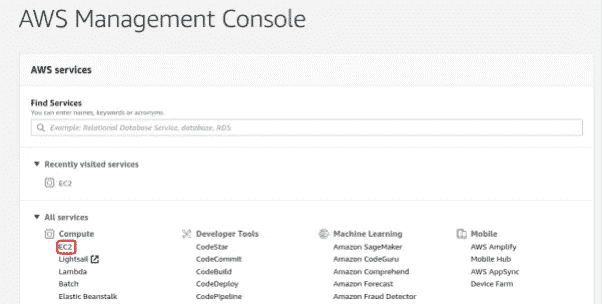 AWS Management Console
AWS services
Find Services
You can enter names, keywords or acronyms.
Example: Relational Database Service, database, RDS
Recently visited services
EC2
All services
Compute
EC2
Lightsail
Lambda
Batch
Elastic Beanstalk
Developer Tools
CodeStar
CodeCommit
CodeBuild
CodeDeploy
CodePipeline
Machine Learning
Amazon SageMaker
Amazon CodeGuru
Amazon Comprehend
Amazon Forecast
Amazon Fraud Detector
Mobile
AWS Amplify
Mobile Hub
AWS AppSync
Device Farm